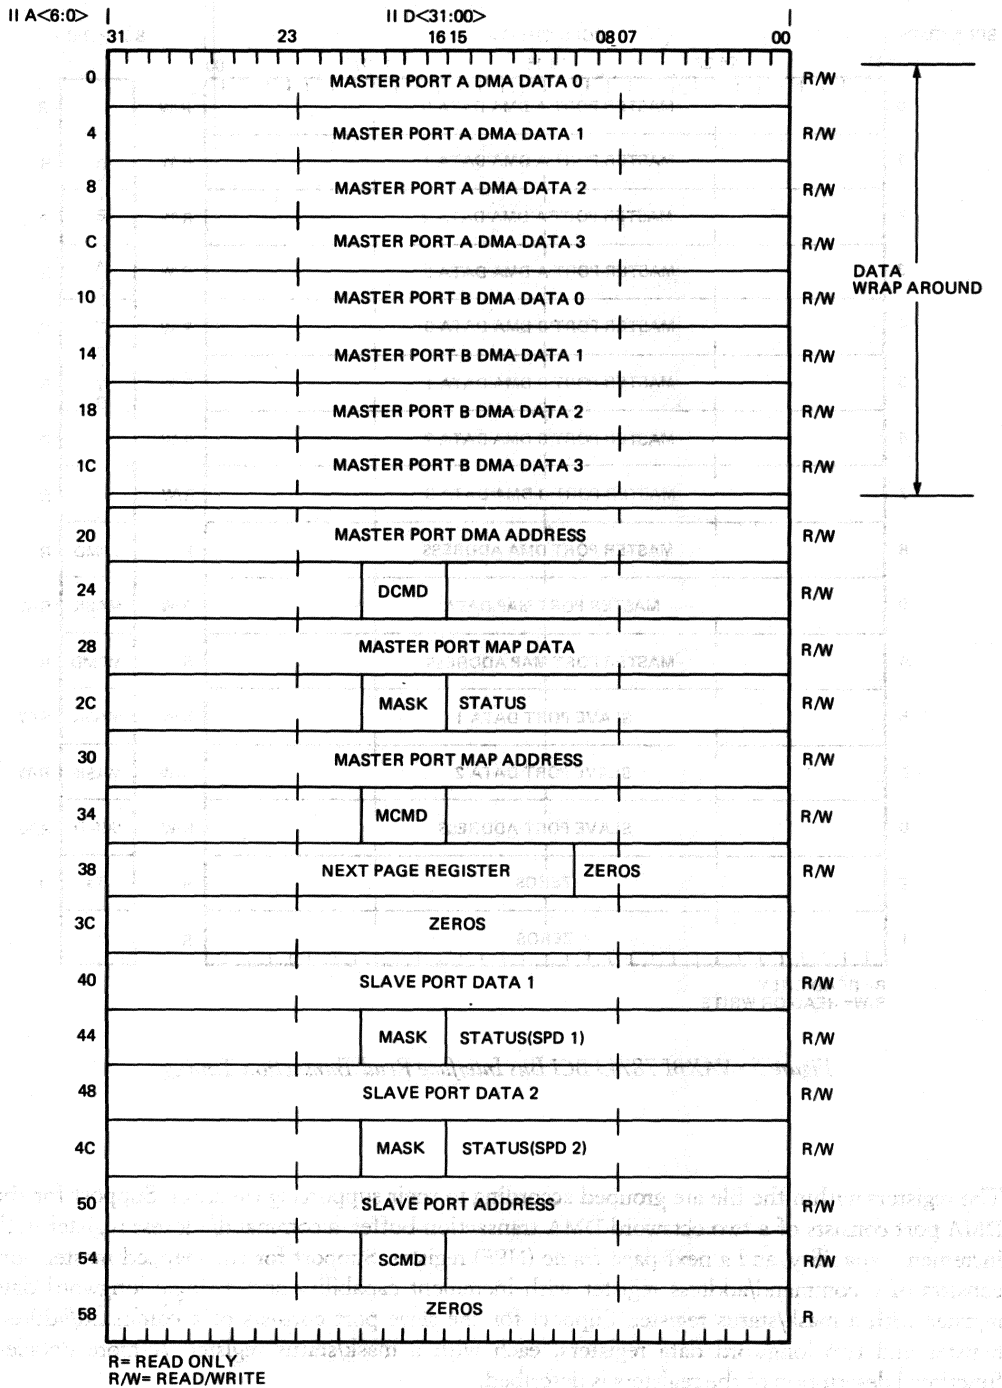 II A<6:0> II D<31:00>
31 23 16 15 08 07 00
0 MASTER PORT A DMA DATA 0 R/W
4 MASTER PORT A DMA DATA 1 R/W
8 MASTER PORT A DMA DATA 2 R/W
C MASTER PORT A DMA DATA 3 R/W
DATA
WRAP AROUND
10 MASTER PORT B DMA DATA 0 R/W
14 MASTER PORT B DMA DATA 1 R/W
18 MASTER PORT B DMA DATA 2 R/W
1C MASTER PORT B DMA DATA 3 R/W
20 MASTER PORT DMA ADDRESS R/W
24 DCMD R/W
28 MASTER PORT MAP DATA R/W
2C MASK STATUS R/W
30 MASTER PORT MAP ADDRESS R/W
34 MCMD R/W
38 NEXT PAGE REGISTER ZEROS R/W
3C ZEROS
40 SLAVE PORT DATA 1 R/W
44 MASK STATUS(SPD 1) R/W
48 SLAVE PORT DATA 2 R/W
4C MASK STATUS(SPD 2) R/W
50 SLAVE PORT ADDRESS R/W
54 SCMD R/W
58 ZEROS R
R= READ ONLY
R/W= READ/WRITE